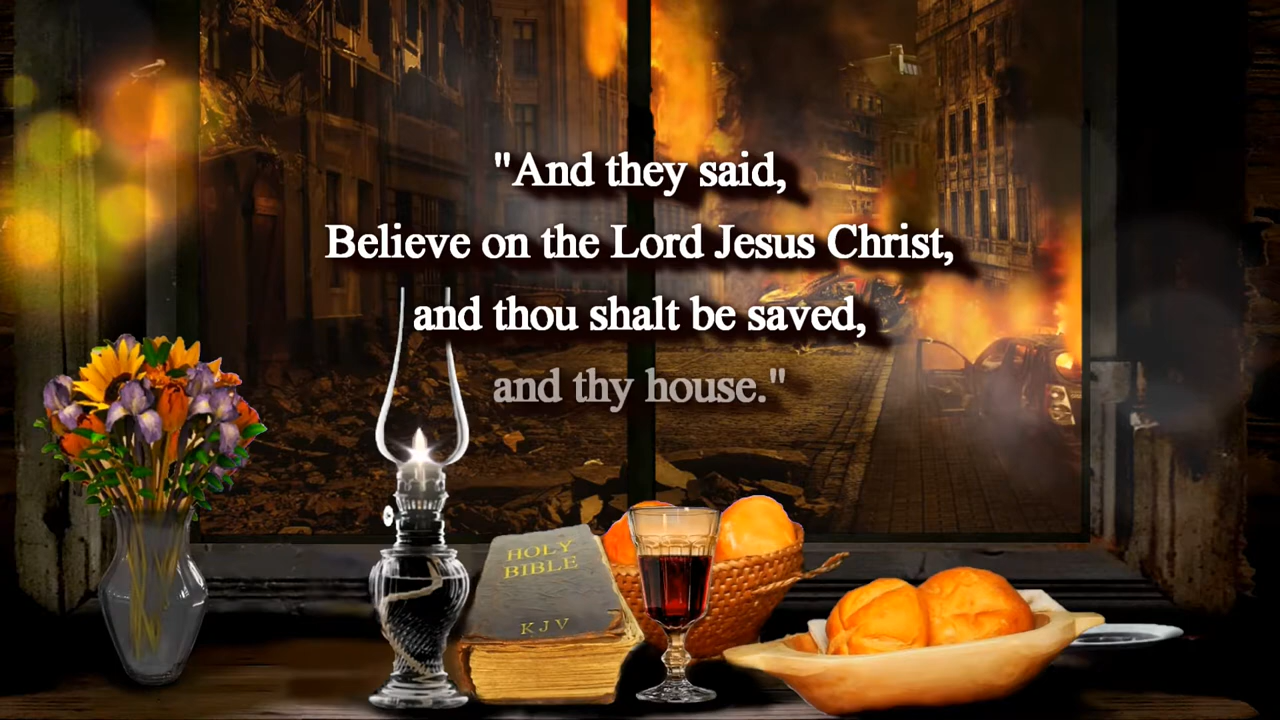 "And they said,
Believe on the Lord Jesus Christ,
and thou shalt be saved,
and thy house."
HOLY
BIBLE
KJV